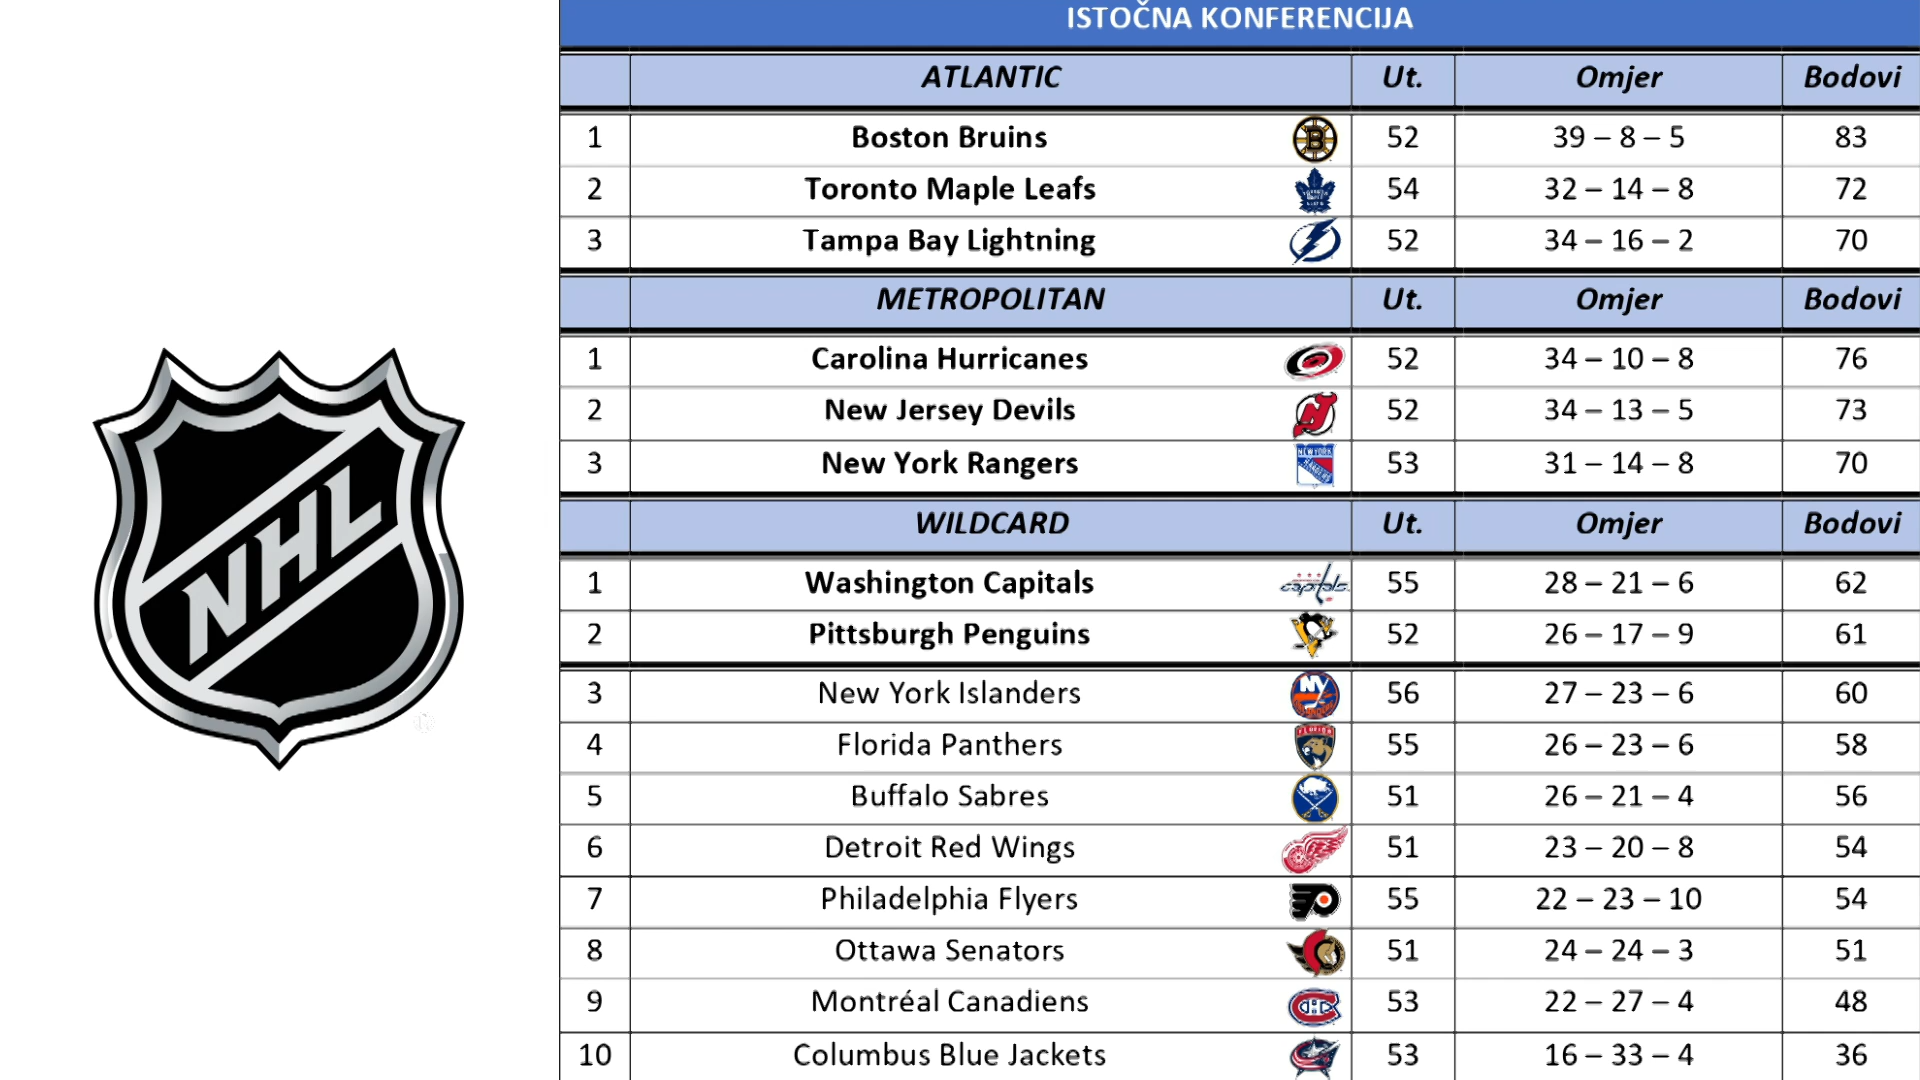 ISTOČNA KONFERENCIJA
ATLANTIC Ut. Omjer Bodovi
1 Boston Bruins 52 39 – 8 – 5 83
2 Toronto Maple Leafs 54 32 – 14 – 8 72
3 Tampa Bay Lightning 52 34 – 16 – 2 70
METROPOLITAN Ut. Omjer Bodovi
1 Carolina Hurricanes 52 34 – 10 – 8 76
2 New Jersey Devils 52 34 – 13 – 5 73
3 New York Rangers 53 31 – 14 – 8 70
WILDCARD Ut. Omjer Bodovi
1 Washington Capitals capitals 55 28 – 21 – 6 62
2 Pittsburgh Penguins 52 26 – 17 – 9 61
3 New York Islanders NY 56 27 – 23 – 6 60
4 Florida Panthers FLORIDA 55 26 – 23 – 6 58
5 Buffalo Sabres 51 26 – 21 – 4 56
6 Detroit Red Wings 51 23 – 20 – 8 54
7 Philadelphia Flyers 55 22 – 23 – 10 54
8 Ottawa Senators 51 24 – 24 – 3 51
9 Montréal Canadiens 53 22 – 27 – 4 48
10 Columbus Blue Jackets 53 16 – 33 – 4 36
NHL